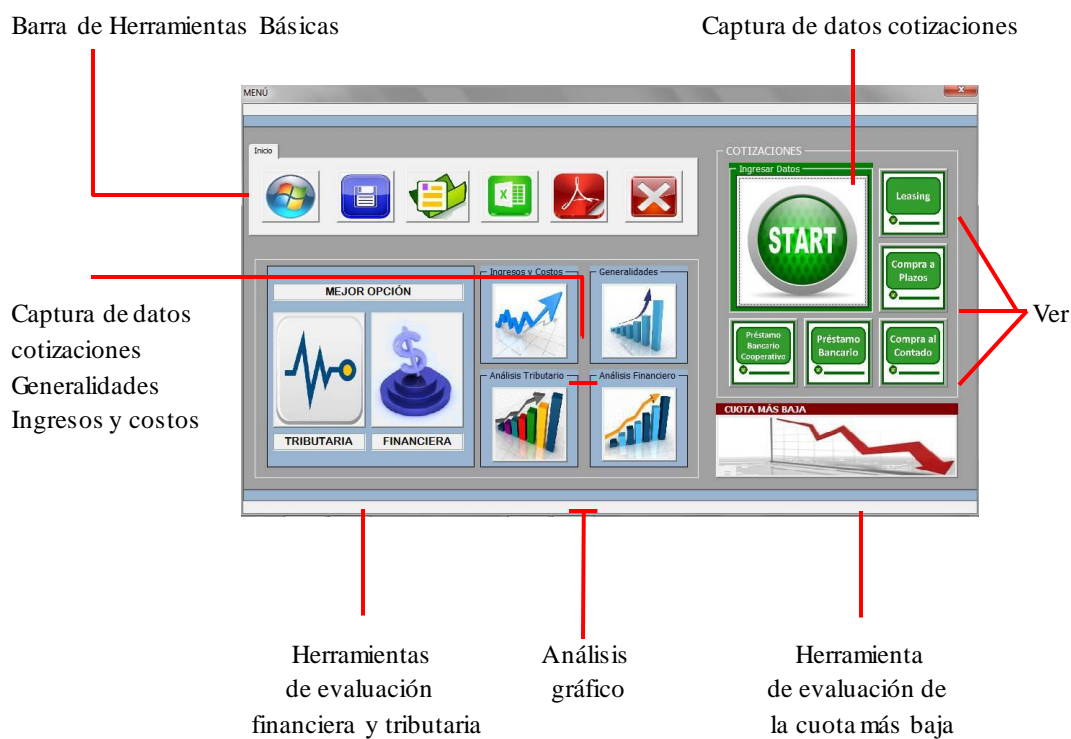 Barra de Herramientas Básicas
Captura de datos cotizaciones
MENÚ
x
Inicio
COTIZACIONES
Ingresar Datos
START
Leasing
Compra a
Plazos
Préstamo
Bancario
Cooperativo
Préstamo
Bancario
Compra al
Contado
Ver
MEJOR OPCIÓN
TRIBUTARIA
FINANCIERA
Ingresos y Costos
Generalidades
Análisis Tributario
Análisis Financiero
CUOTA MÁS BAJA
Captura de datos
cotizaciones
Generalidades
Ingresos y costos
Herramientas
de evaluación
financiera y tributaria
Análisis
gráfico
Herramienta
de evaluación de
la cuota más baja